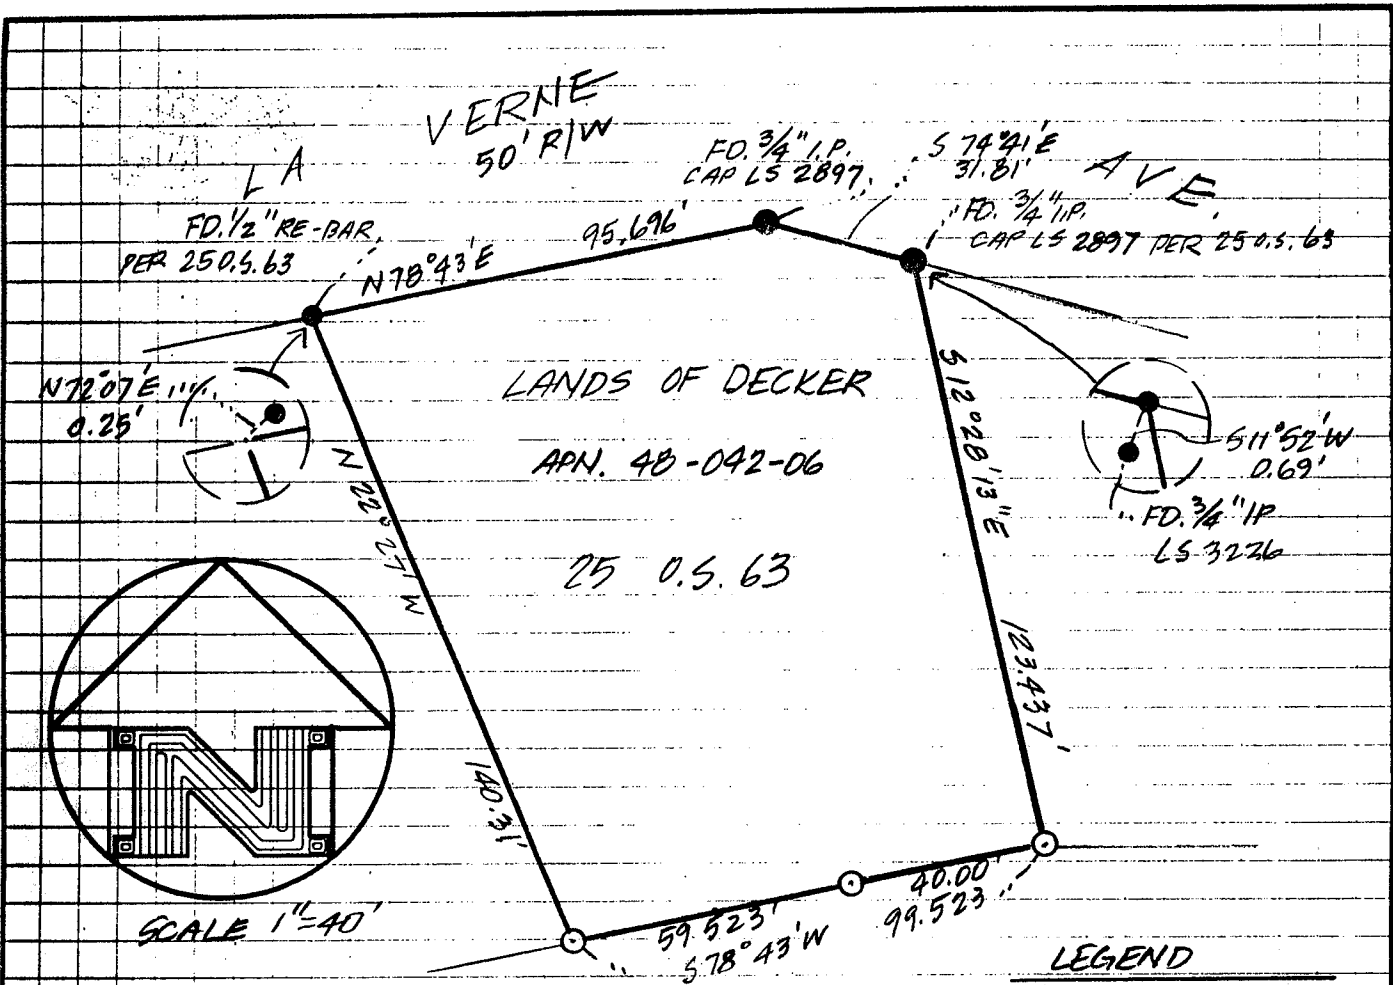 VERNE
50' R/W
LA
AVE.
FD. 1/2" RE-BAR
PER 25 O.S. 63
FD. 3/4" I.P.
CAP LS 2897
S 74°41' E
31.81'
FD. 3/4" I.P.
CAP LS 2897 PER 25 O.S. 63
N 78°43' E
95.696'
N 72°07' E
0.25'
LANDS OF DECKER
APN. 48-042-06
25 O.S. 63
S 12°28'13" E
123.437'
S 11°52' W
0.69'
FD. 3/4" IP
LS 3226
N 22°27' W
140.31'
N
SCALE 1"=40'
59.523'
S 78°43' W
40.00'
99.523
LEGEND